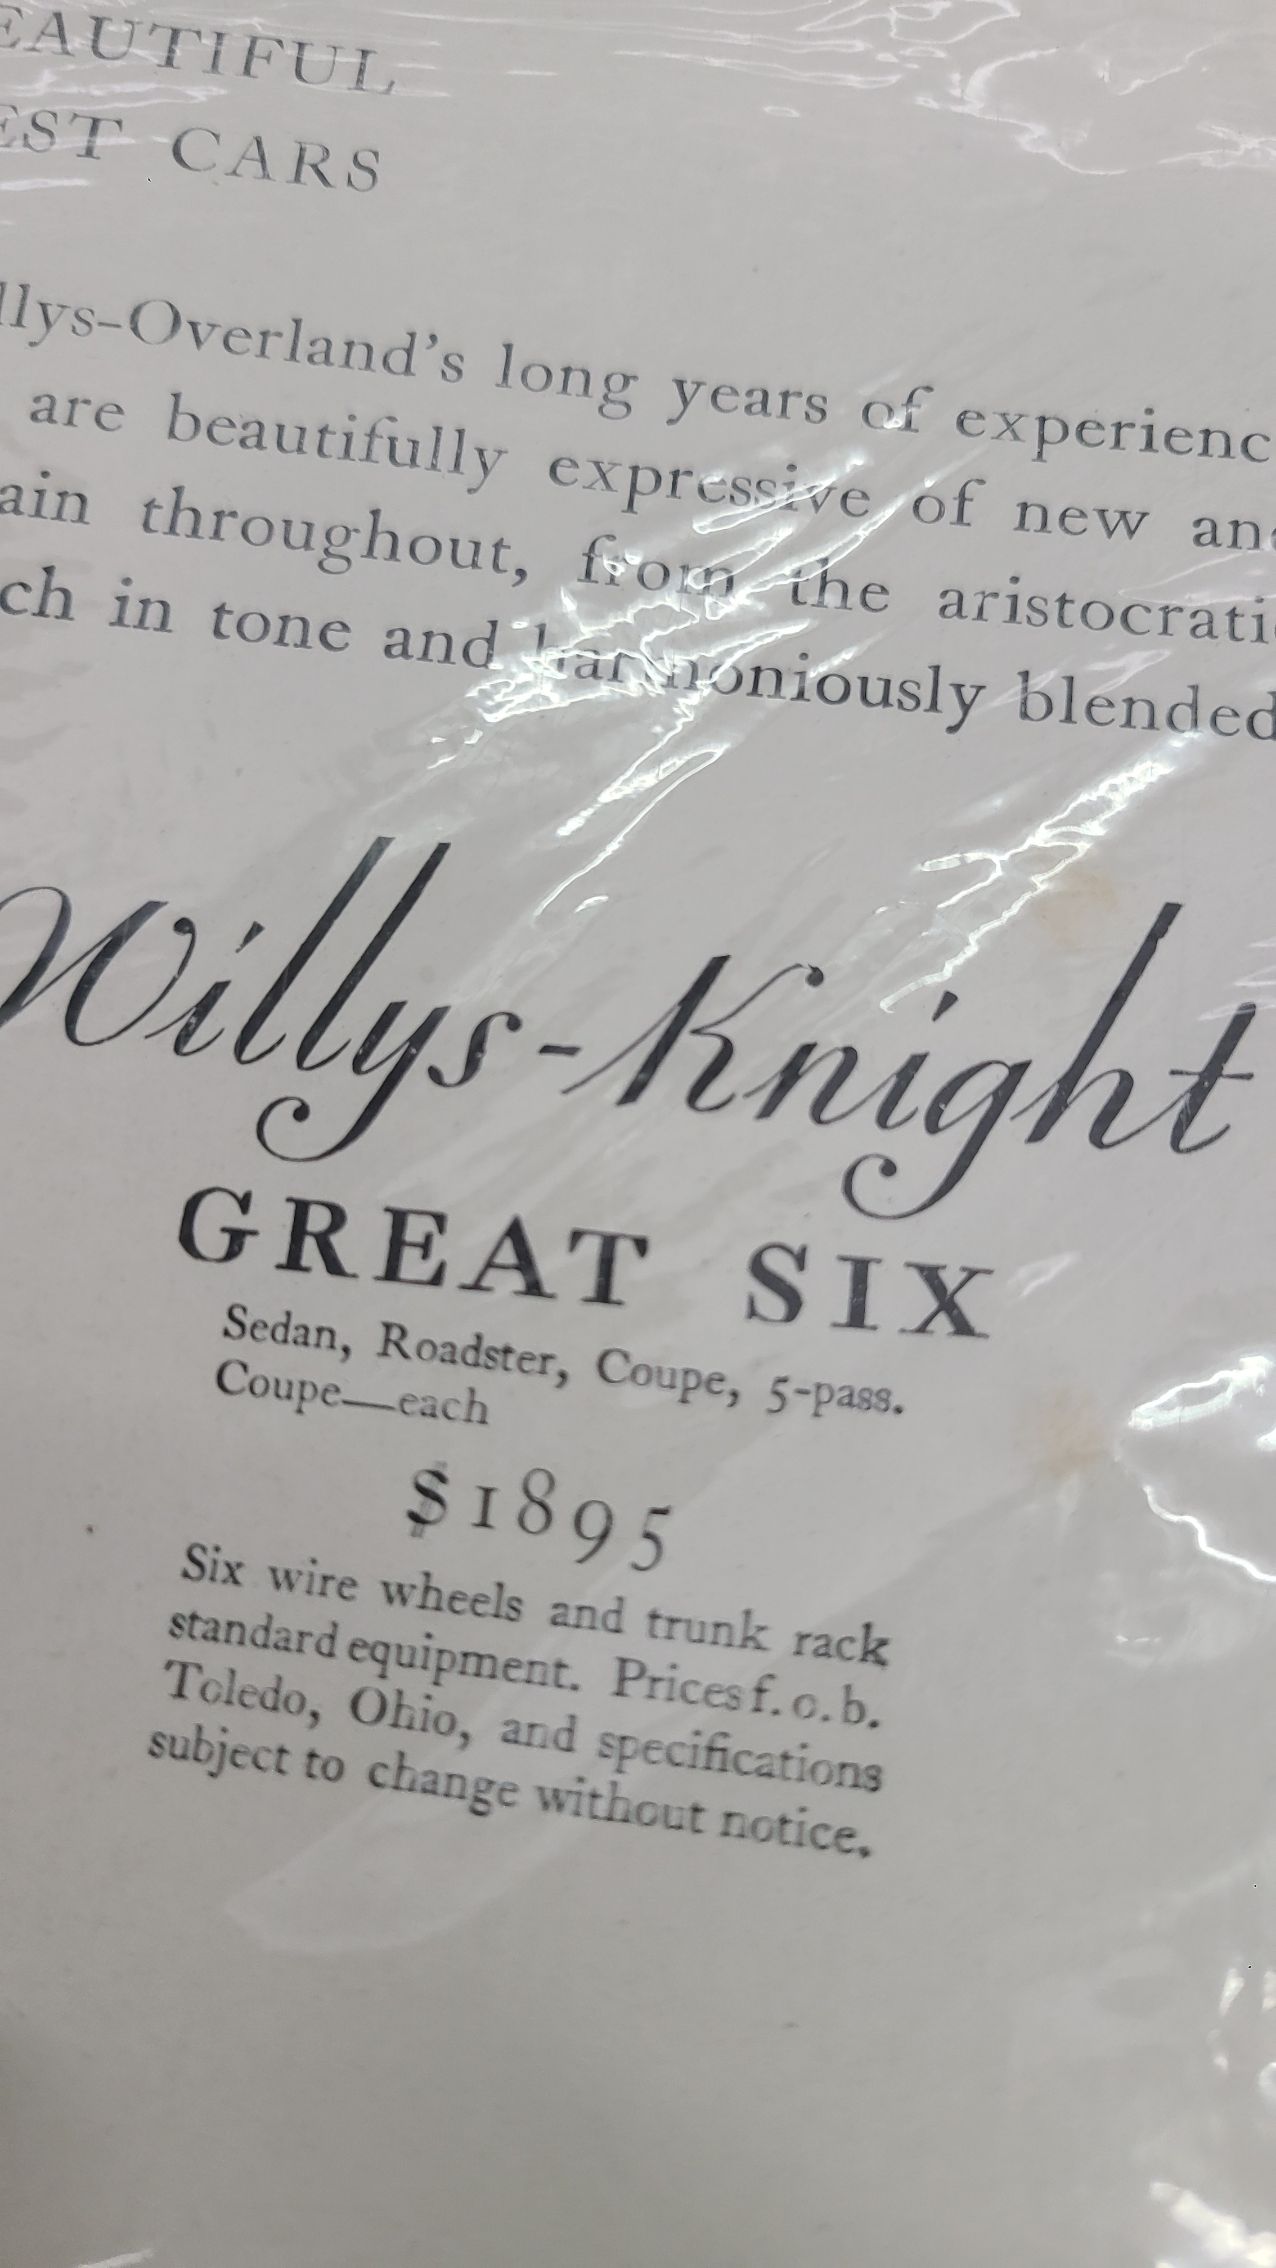 EAUTIFUL
EST CARS
llys-Overland's long years of experienc
are beautifully expressive of new an
ain throughout, from the aristocrati
ch in tone and harmoniously blended
Willys-Knight
GREAT SIX
Sedan, Roadster, Coupe, 5-pass.
Coupe—each
$1895
Six wire wheels and trunk rack
standard equipment. Prices f. o. b.
Toledo, Ohio, and specifications
subject to change without notice.